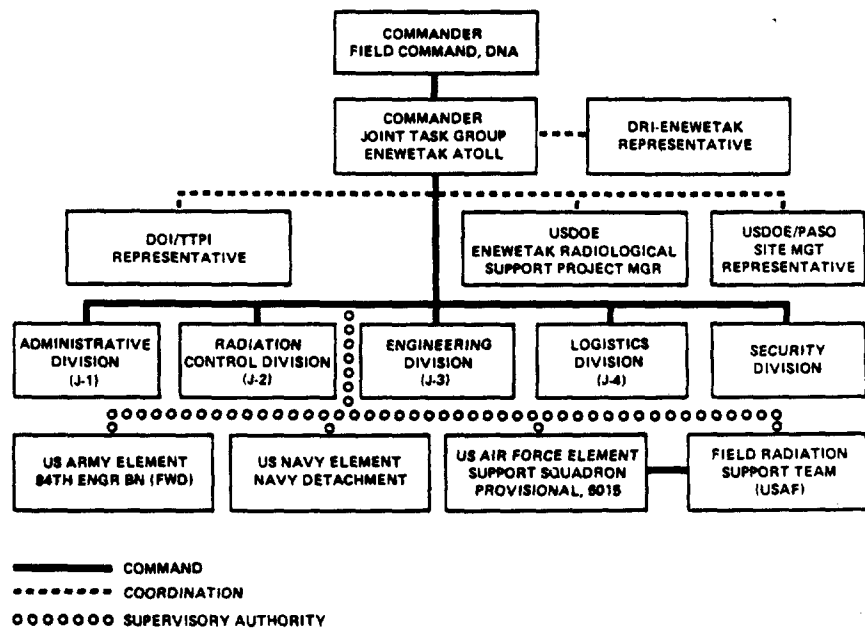 COMMANDER
FIELD COMMAND, DNA
COMMANDER
JOINT TASK GROUP
ENEWETAK ATOLL
DRI-ENEWETAK
REPRESENTATIVE
DOI/TTPI
REPRESENTATIVE
USDOE
ENEWETAK RADIOLOGICAL
SUPPORT PROJECT MGR
USDOE/PASO
SITE MGT
REPRESENTATIVE
ADMINISTRATIVE
DIVISION
(J-1)
RADIATION
CONTROL DIVISION
(J-2)
ENGINEERING
DIVISION
(J-3)
LOGISTICS
DIVISION
(J-4)
SECURITY
DIVISION
US ARMY ELEMENT
84TH ENGR BN (FWD)
US NAVY ELEMENT
NAVY DETACHMENT
US AIR FORCE ELEMENT
SUPPORT SQUADRON
PROVISIONAL, 6015
FIELD RADIATION
SUPPORT TEAM
(USAF)
COMMAND
COORDINATION
SUPERVISORY AUTHORITY